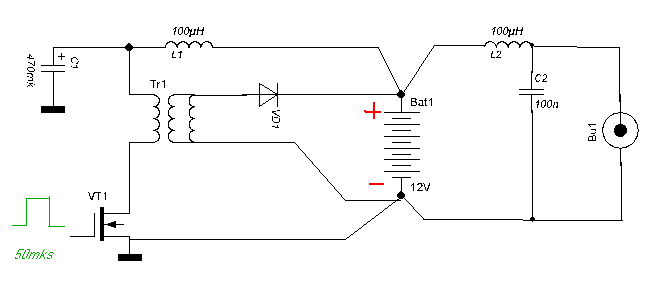 100µH
L1
470mk
C1
+
Tr1
VD1
Bat1
+
−
12V
100µH
L2
C2
100n
Bu1
VT1
50mks